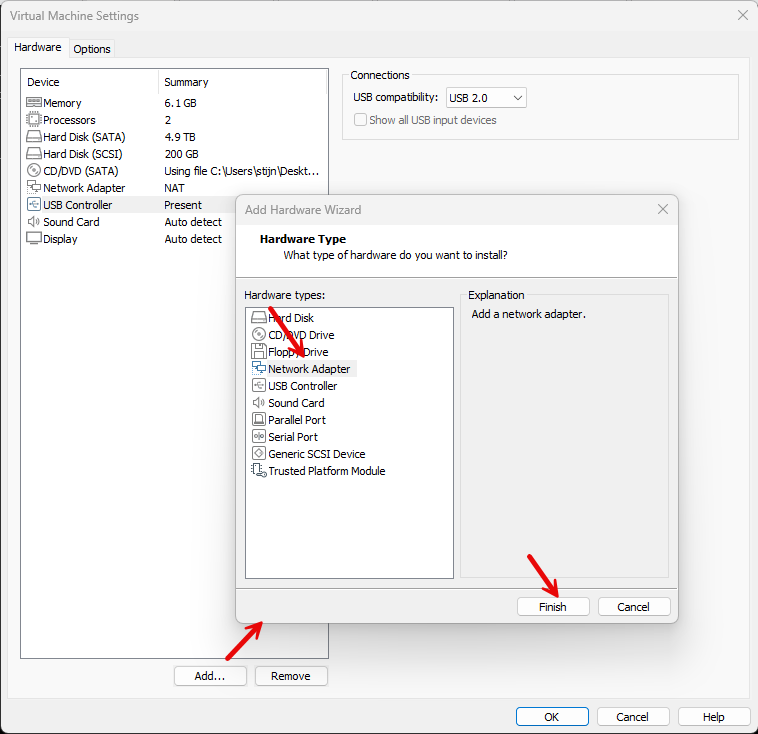 Virtual Machine Settings
Hardware Options
Device Summary
Memory 6.1 GB
Processors 2
Hard Disk (SATA) 4.9 TB
Hard Disk (SCSI) 200 GB
CD/DVD (SATA) Using file C:\Users\stijn\Deskt...
Network Adapter NAT
USB Controller Present
Sound Card Auto detect
Display Auto detect
Connections
USB compatibility: USB 2.0
Show all USB input devices
Add Hardware Wizard
Hardware Type
What type of hardware do you want to install?
Hardware types:
Hard Disk
CD/DVD Drive
Floppy Drive
Network Adapter
USB Controller
Sound Card
Parallel Port
Serial Port
Generic SCSI Device
Trusted Platform Module
Explanation
Add a network adapter.
Finish Cancel
Add... Remove
OK Cancel Help